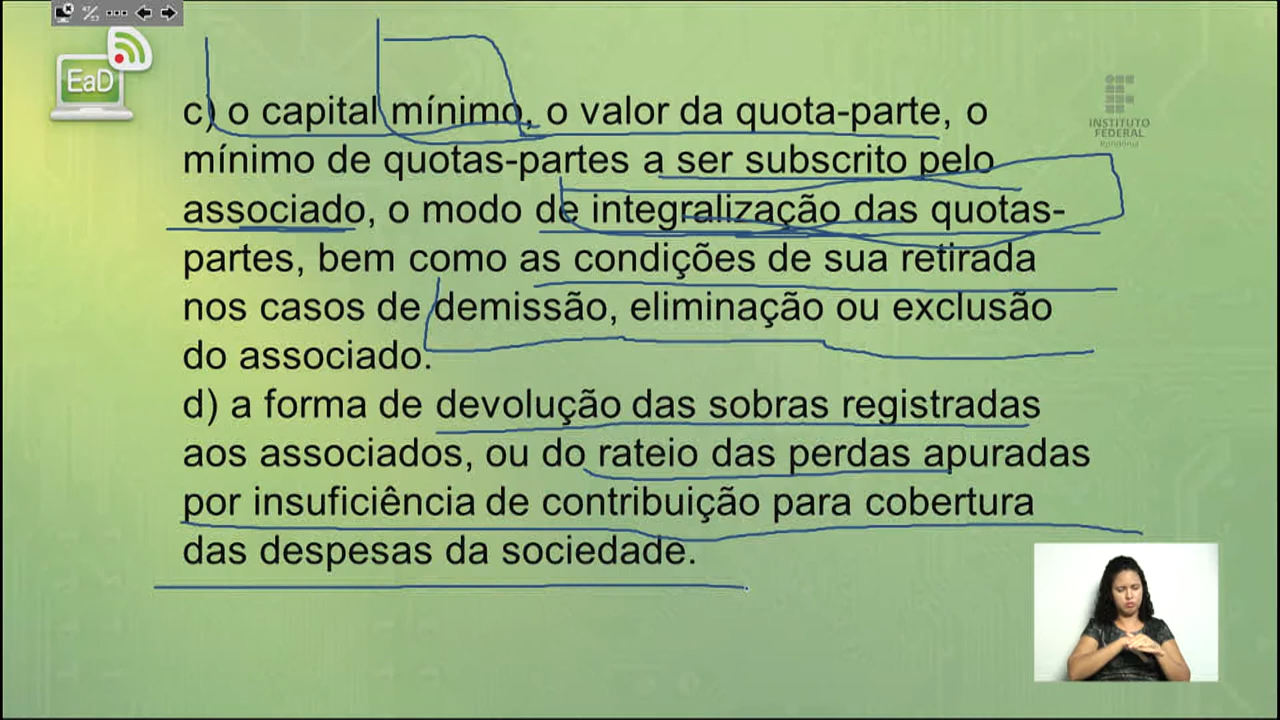 EaD
c) o capital mínimo, o valor da quota-parte, o
mínimo de quotas-partes a ser subscrito pelo
associado, o modo de integralização das quotas-
partes, bem como as condições de sua retirada
nos casos de demissão, eliminação ou exclusão
do associado.
d) a forma de devolução das sobras registradas
aos associados, ou do rateio das perdas apuradas
por insuficiência de contribuição para cobertura
das despesas da sociedade.
INSTITUTO
FEDERAL
Rondônia